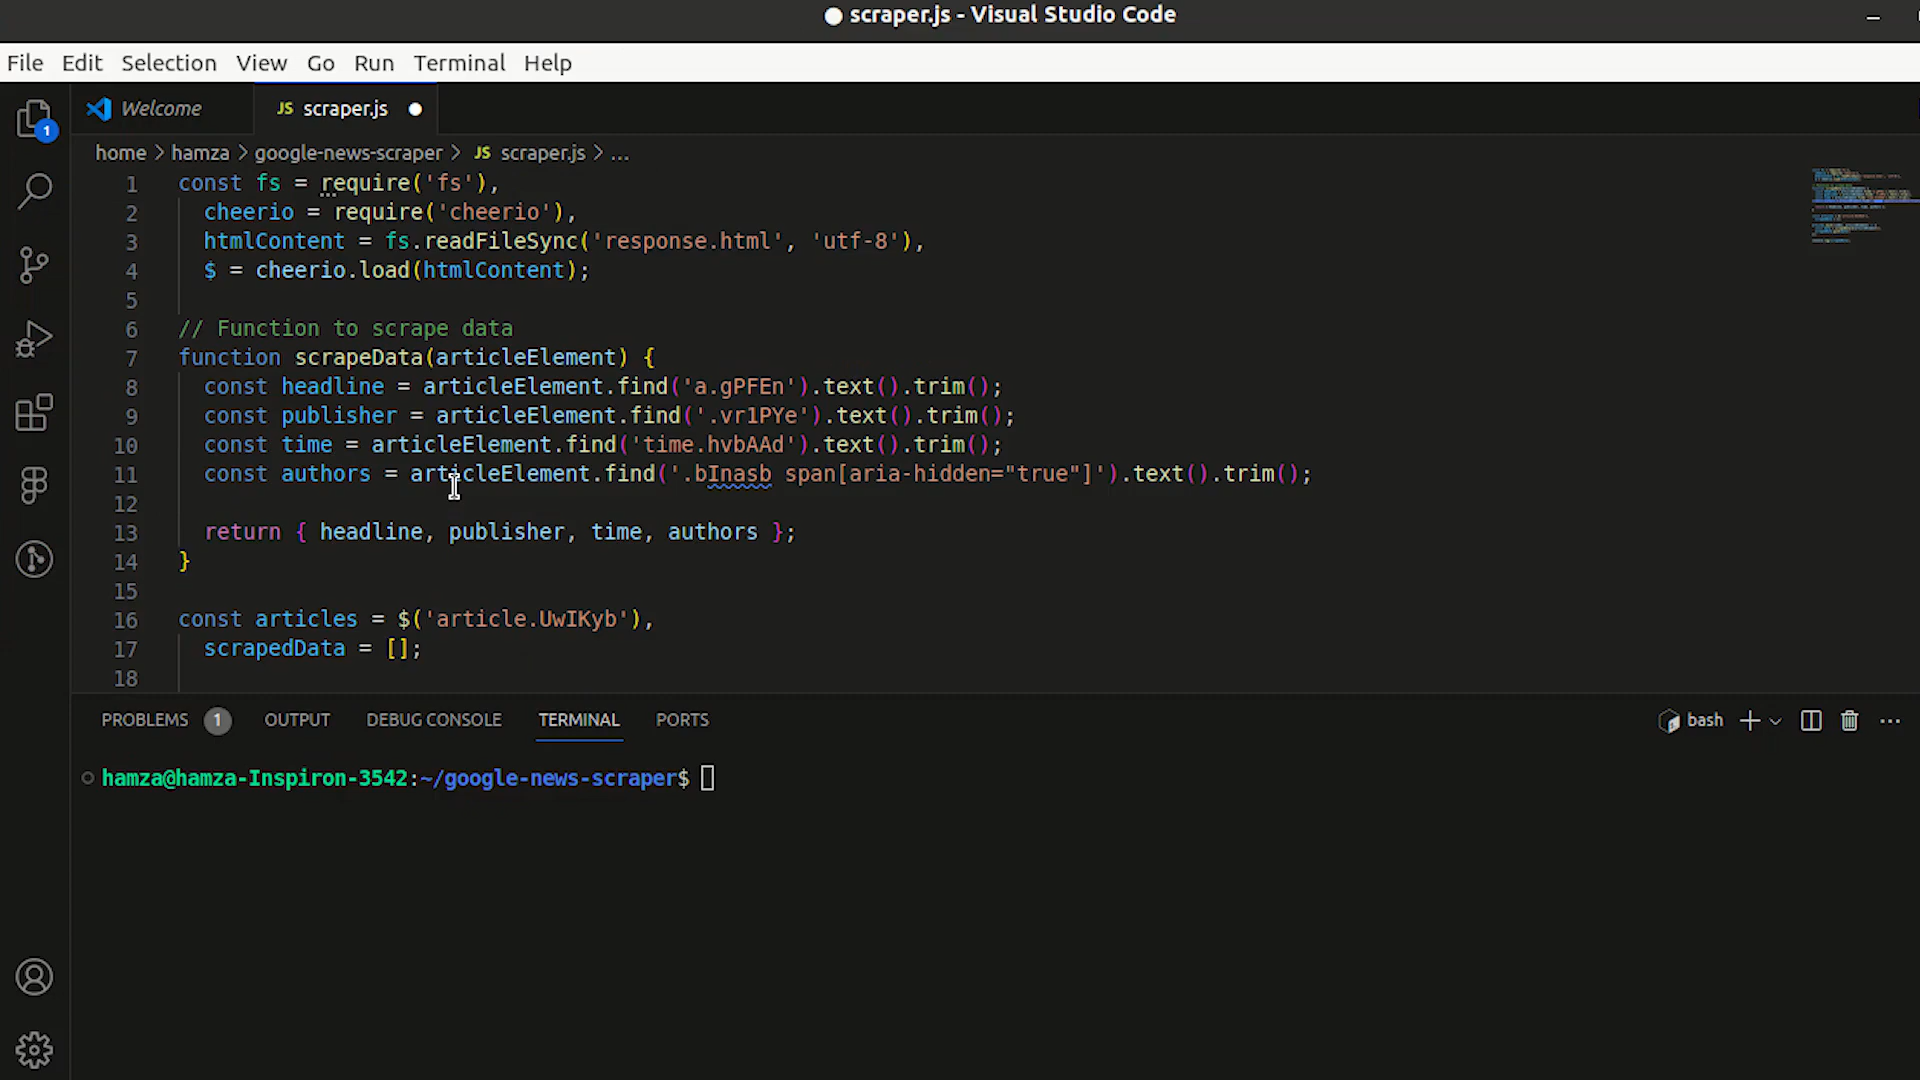 scraper.js - Visual Studio Code
File Edit Selection View Go Run Terminal Help
1
Welcome JS scraper.js
home > hamza > google-news-scraper > JS scraper.js > ...
1 const fs = require('fs'),
2 cheerio = require('cheerio'),
3 htmlContent = fs.readFileSync('response.html', 'utf-8'),
4 $ = cheerio.load(htmlContent);
5
6 // Function to scrape data
7 function scrapeData(articleElement) {
8 const headline = articleElement.find('a.gPFEn').text().trim();
9 const publisher = articleElement.find('.vr1PYe').text().trim();
10 const time = articleElement.find('time.hvbAAd').text().trim();
11 const authors = articleElement.find('.bInasb span[aria-hidden="true"]').text().trim();
12
13 return { headline, publisher, time, authors };
14 }
15
16 const articles = $('article.UwIKyb'),
17 scrapedData = [];
18
PROBLEMS 1 OUTPUT DEBUG CONSOLE TERMINAL PORTS bash
hamza@hamza-Inspiron-3542:~/google-news-scraper$